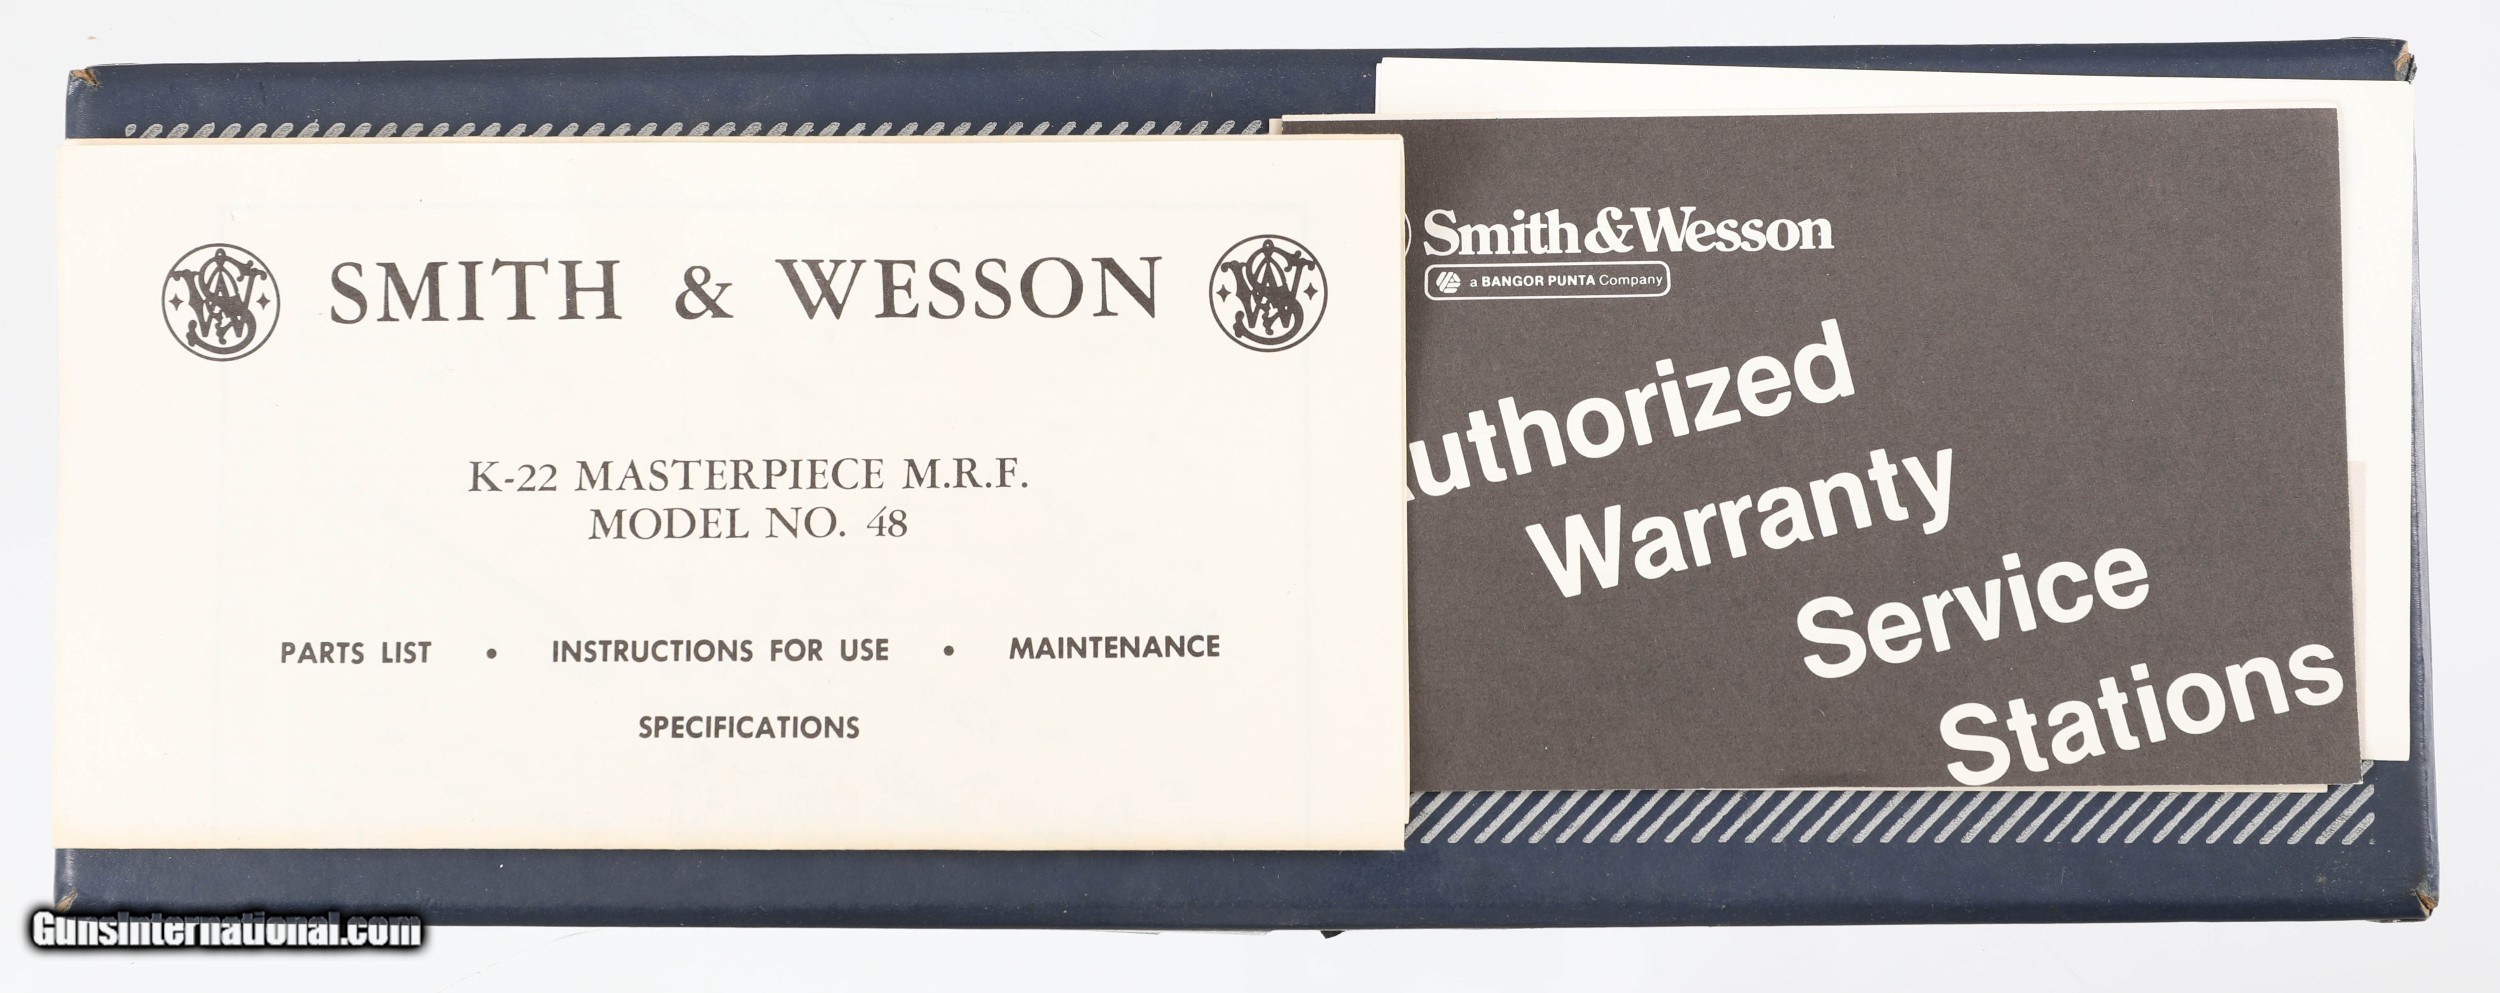 SMITH & WESSON
K-22 MASTERPIECE M.R.F.
MODEL NO. 48
PARTS LIST • INSTRUCTIONS FOR USE • MAINTENANCE
SPECIFICATIONS
Smith & Wesson
a BANGOR PUNTA Company
Authorized
Warranty
Service
Stations
GunsInternational.com